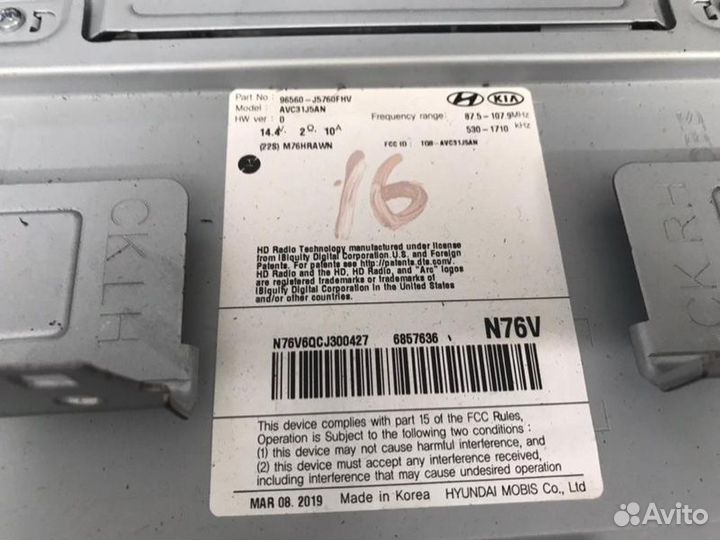 Part No : 96560-J5760FHV
Model : AVC31J5AN
HW ver : 0
14.4V 2Ω 10A
(22S) M76HRAWN
HYUNDAI KIA
Frequency range: 87.5-107.9MHz
530-1710 kHz
FCC ID : TQ8-AVC31J5AN
16
CKLH
CKRH
HD Radio Technology manufactured under license
from iBiquity Digital Corporation.U.S. and Foreign
Patents. For patents see http://patents.dts.com/.
HD Radio and the HD, HD Radio, and "Arc" logos
are registered trademarks or trademarks of
iBiquity Digital Corporation in the United States
and/or other countries.
N76V6QCJ300427 6857636 N76V
This device complies with part 15 of the FCC Rules,
Operation is Subject to the following two conditions :
(1) this device may not cause harmful interference, and
(2) this device must accept any interference received,
including interference that may cause undesired operation
MAR 08. 2019 Made in Korea HYUNDAI MOBIS Co., Ltd
Avito